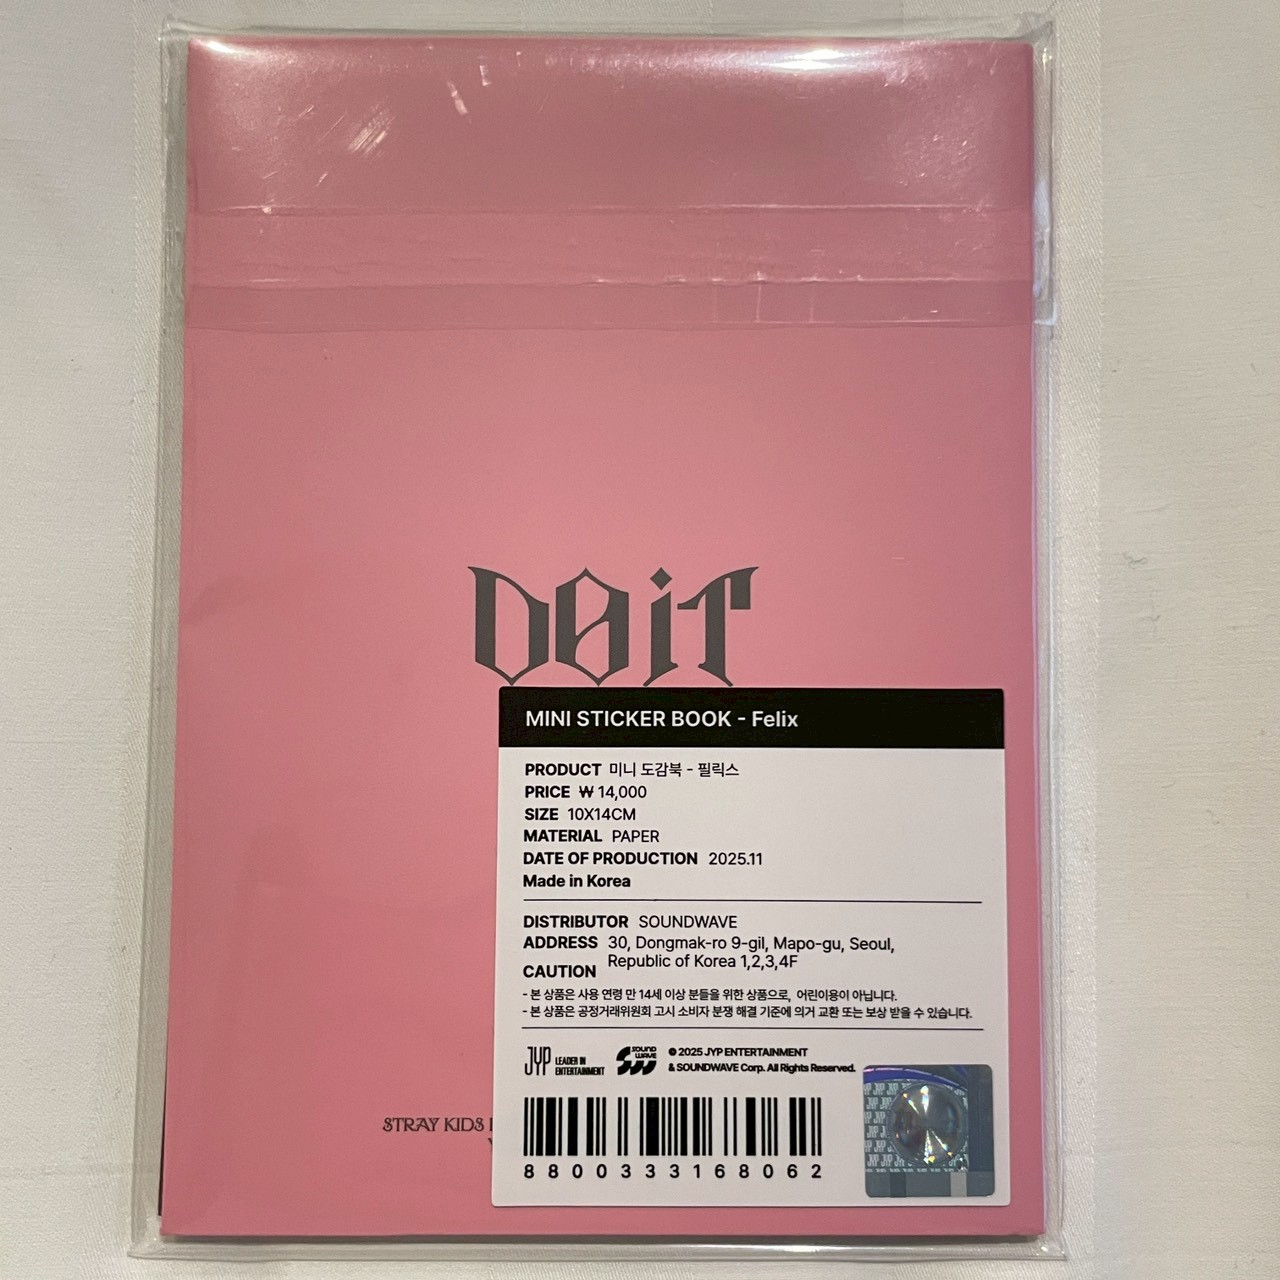 DO iT
MINI STICKER BOOK - Felix
PRODUCT 미니 도감북 - 필릭스
PRICE ₩ 14,000
SIZE 10X14CM
MATERIAL PAPER
DATE OF PRODUCTION 2025.11
Made in Korea
DISTRIBUTOR SOUNDWAVE
ADDRESS 30, Dongmak-ro 9-gil, Mapo-gu, Seoul,
Republic of Korea 1,2,3,4F
CAUTION
- 본 상품은 사용 연령 만 14세 이상 분들을 위한 상품으로, 어린이용이 아닙니다.
- 본 상품은 공정거래위원회 고시 소비자 분쟁 해결 기준에 의거 교환 또는 보상 받을 수 있습니다.
JYP LEADER IN
ENTERTAINMENT
SOUND
WAVE
© 2025 JYP ENTERTAINMENT
& SOUNDWAVE Corp. All Rights Reserved.
STRAY KIDS
8800333168062